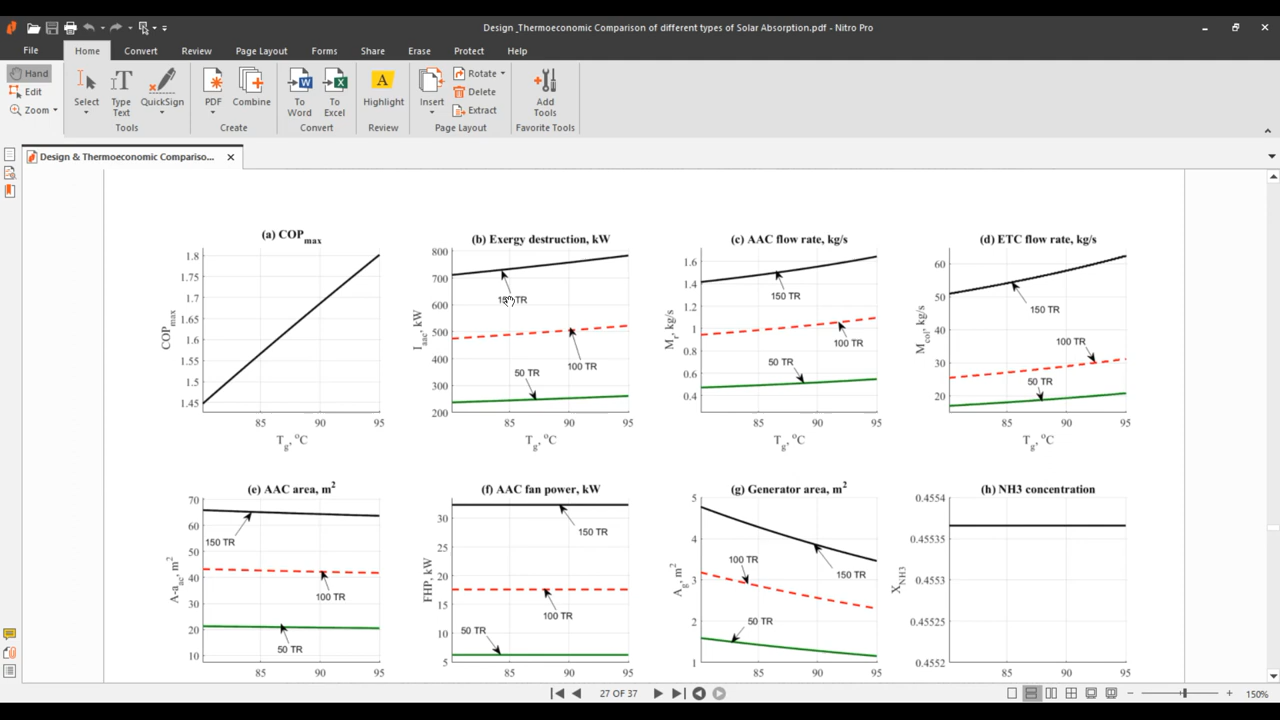 Design _Thermoeconomic Comparison of different types of Solar Absorption.pdf - Nitro Pro
File Home Convert Review Page Layout Forms Share Erase Protect Help
Hand
Edit
Zoom
Select
Type Text
QuickSign
Tools
PDF
Combine
Create
To Word
To Excel
Convert
Highlight
Review
Insert
Rotate
Delete
Extract
Page Layout
Add Tools
Favorite Tools
Design & Thermoeconomic Compariso...
(a) COPmax
COPmax
1.8
1.75
1.7
1.65
1.6
1.55
1.5
1.45
85 90 95
Tg, oC
(b) Exergy destruction, kW
Iaac, kW
800
700
600
500
400
300
200
150 TR
100 TR
50 TR
85 90 95
Tg, oC
(c) AAC flow rate, kg/s
Mr, kg/s
1.6
1.4
1.2
1
0.8
0.6
0.4
150 TR
100 TR
50 TR
85 90 95
Tg, oC
(d) ETC flow rate, kg/s
Mcol, kg/s
60
50
40
30
20
150 TR
100 TR
50 TR
85 90 95
Tg, oC
(e) AAC area, m2
A-aac, m2
70
60
50
40
30
20
10
150 TR
100 TR
50 TR
85 90 95
(f) AAC fan power, kW
FHP, kW
30
25
20
15
10
5
150 TR
100 TR
50 TR
85 90 95
(g) Generator area, m2
Ag, m2
5
4
3
2
1
100 TR
150 TR
50 TR
85 90 95
(h) NH3 concentration
XNH3
0.4554
0.45535
0.4553
0.45525
0.4552
85 90 95
27 OF 37
150%